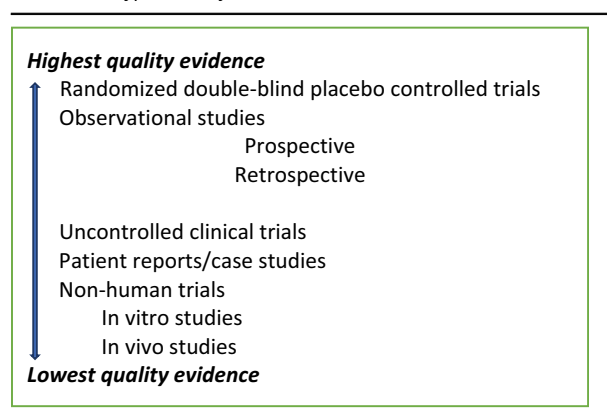 Highest quality evidence
Randomized double-blind placebo controlled trials
Observational studies
Prospective
Retrospective
Uncontrolled clinical trials
Patient reports/case studies
Non-human trials
In vitro studies
In vivo studies
Lowest quality evidence